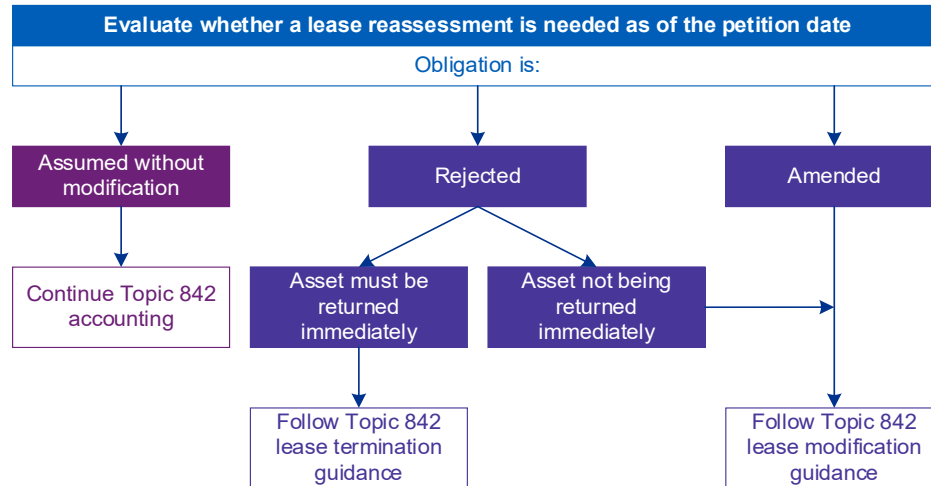 Evaluate whether a lease reassessment is needed as of the petition date
Obligation is:
Assumed without
modification
Rejected
Amended
Continue Topic 842
accounting
Asset must be
returned
immediately
Asset not being
returned
immediately
Follow Topic 842
lease termination
guidance
Follow Topic 842
lease modification
guidance